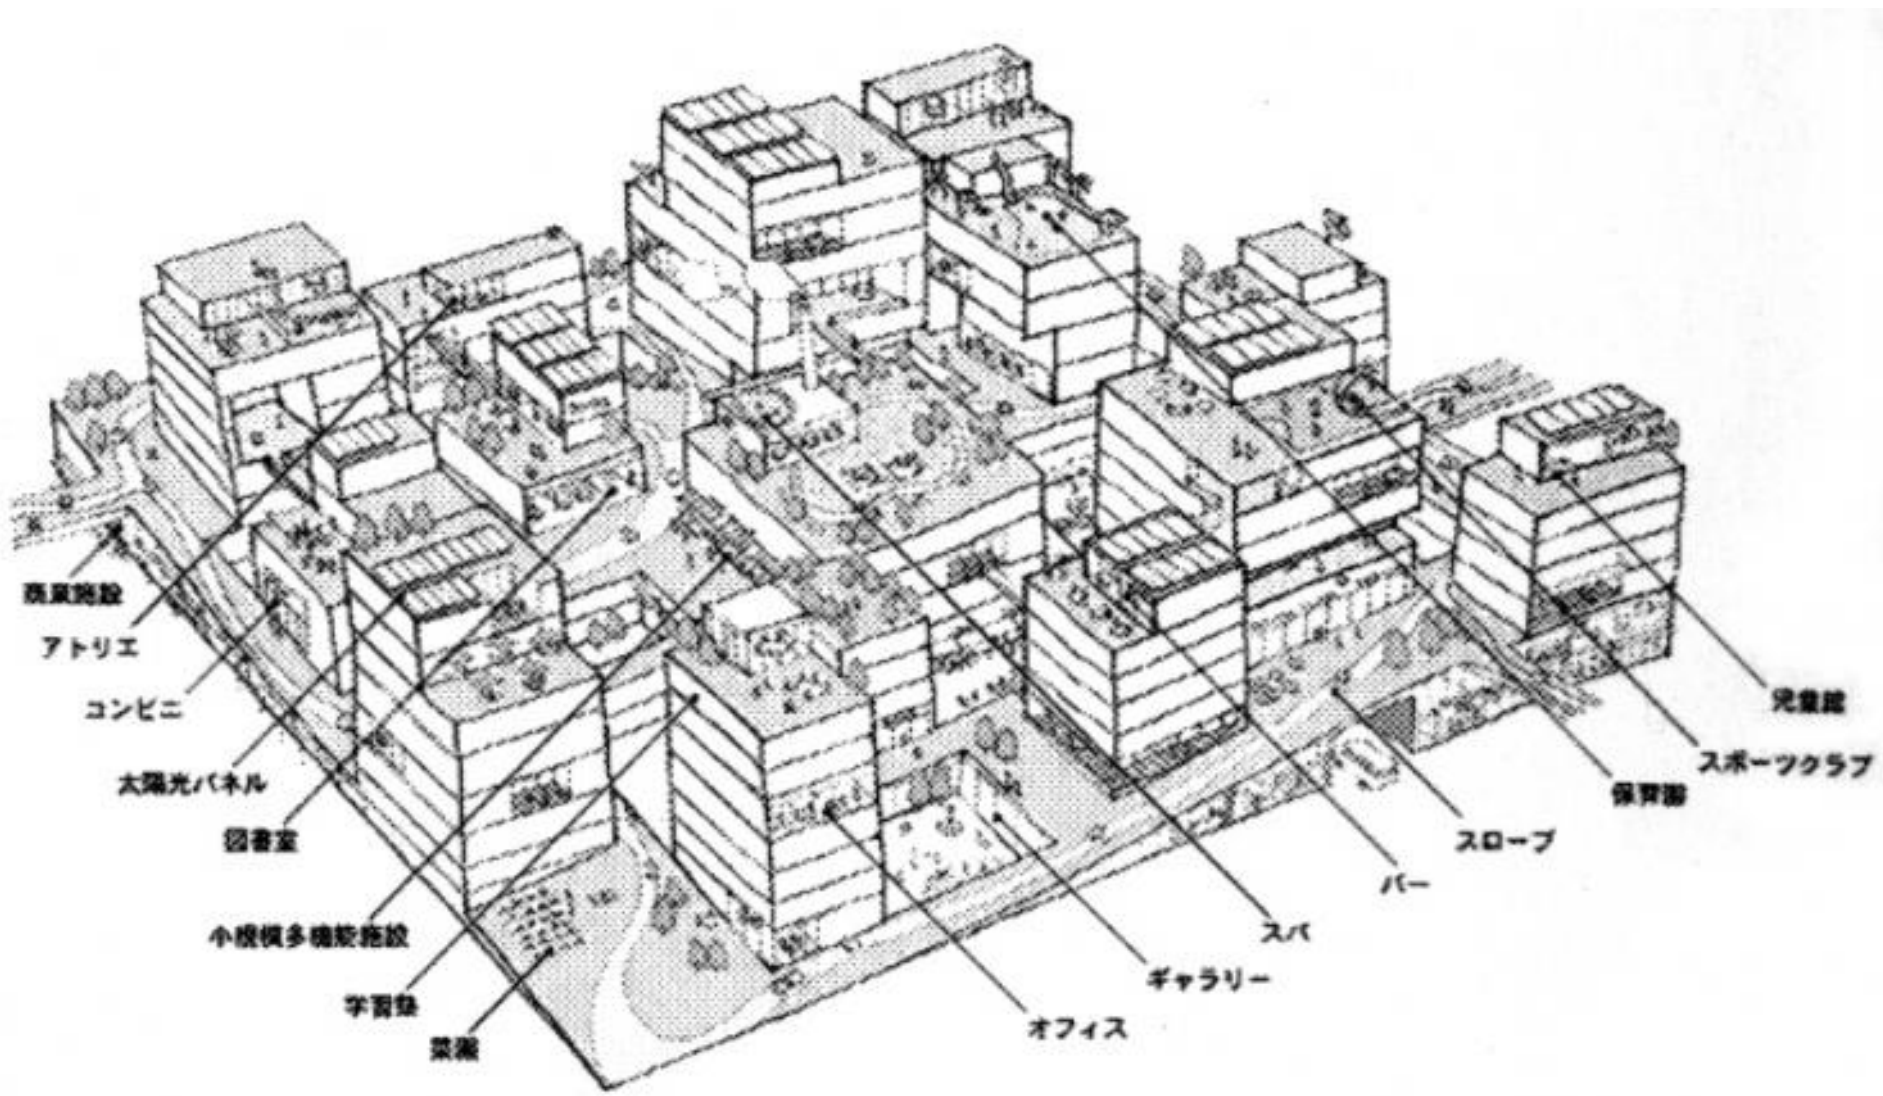 商業施設
アトリエ
コンビニ
太陽光パネル
図書室
小規模多機能施設
学習塾
菜園
オフィス
ギャラリー
スパ
バー
スロープ
保育園
スポーツクラブ
児童館